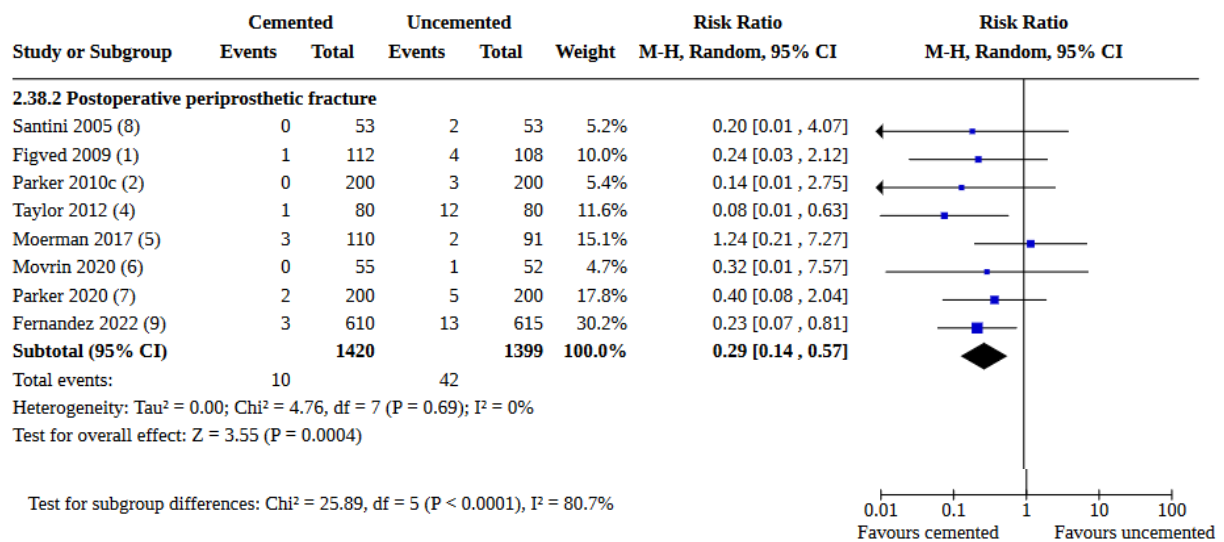 Cemented Uncemented Risk Ratio Risk Ratio
Study or Subgroup Events Total Events Total Weight M-H, Random, 95% CI M-H, Random, 95% CI
2.38.2 Postoperative periprosthetic fracture
Santini 2005 (8) 0 53 2 53 5.2% 0.20 [0.01 , 4.07]
Figved 2009 (1) 1 112 4 108 10.0% 0.24 [0.03 , 2.12]
Parker 2010c (2) 0 200 3 200 5.4% 0.14 [0.01 , 2.75]
Taylor 2012 (4) 1 80 12 80 11.6% 0.08 [0.01 , 0.63]
Moerman 2017 (5) 3 110 2 91 15.1% 1.24 [0.21 , 7.27]
Movrin 2020 (6) 0 55 1 52 4.7% 0.32 [0.01 , 7.57]
Parker 2020 (7) 2 200 5 200 17.8% 0.40 [0.08 , 2.04]
Fernandez 2022 (9) 3 610 13 615 30.2% 0.23 [0.07 , 0.81]
Subtotal (95% CI) 1420 1399 100.0% 0.29 [0.14 , 0.57]
Total events: 10 42
Heterogeneity: Tau² = 0.00; Chi² = 4.76, df = 7 (P = 0.69); I² = 0%
Test for overall effect: Z = 3.55 (P = 0.0004)
Test for subgroup differences: Chi² = 25.89, df = 5 (P < 0.0001), I² = 80.7%
0.01 0.1 1 10 100
Favours cemented Favours uncemented